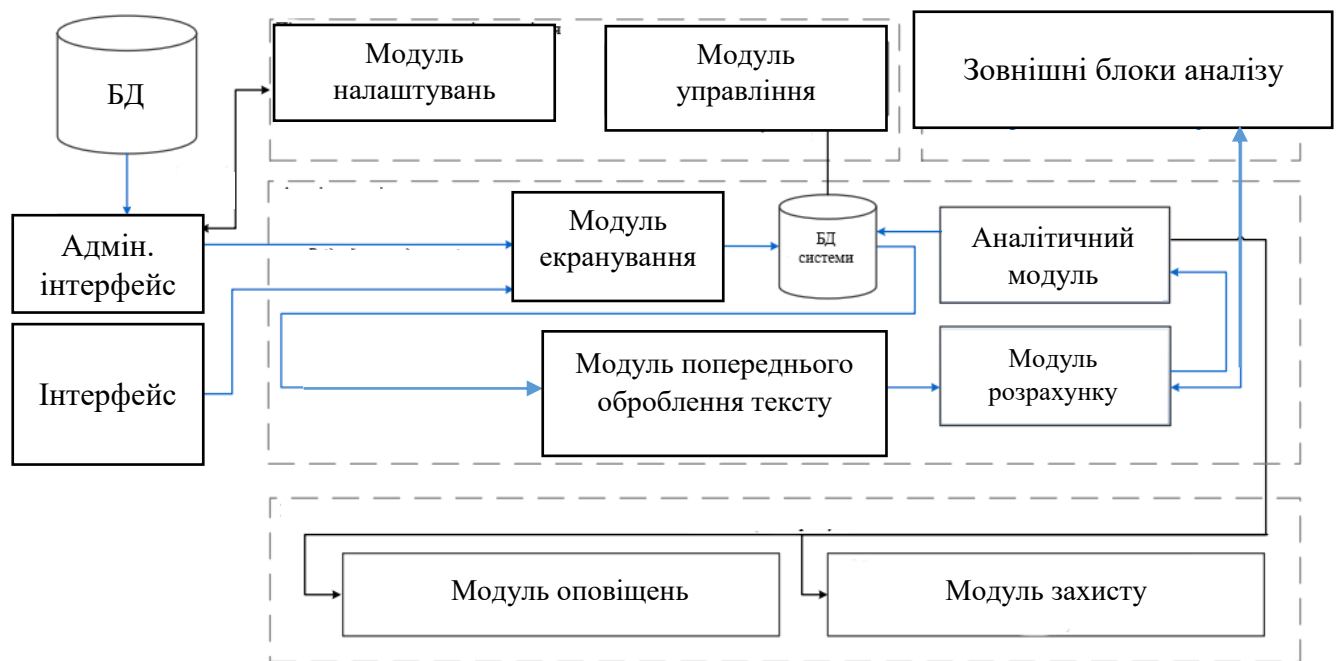 БД
Модуль
налаштувань
Модуль
управління
Зовнішні блоки аналізу
Адмін.
інтерфейс
Інтерфейс
Модуль
екранування
БД
системи
Аналітичний
модуль
Модуль попереднього
оброблення тексту
Модуль
розрахунку
Модуль оповіщень
Модуль захисту